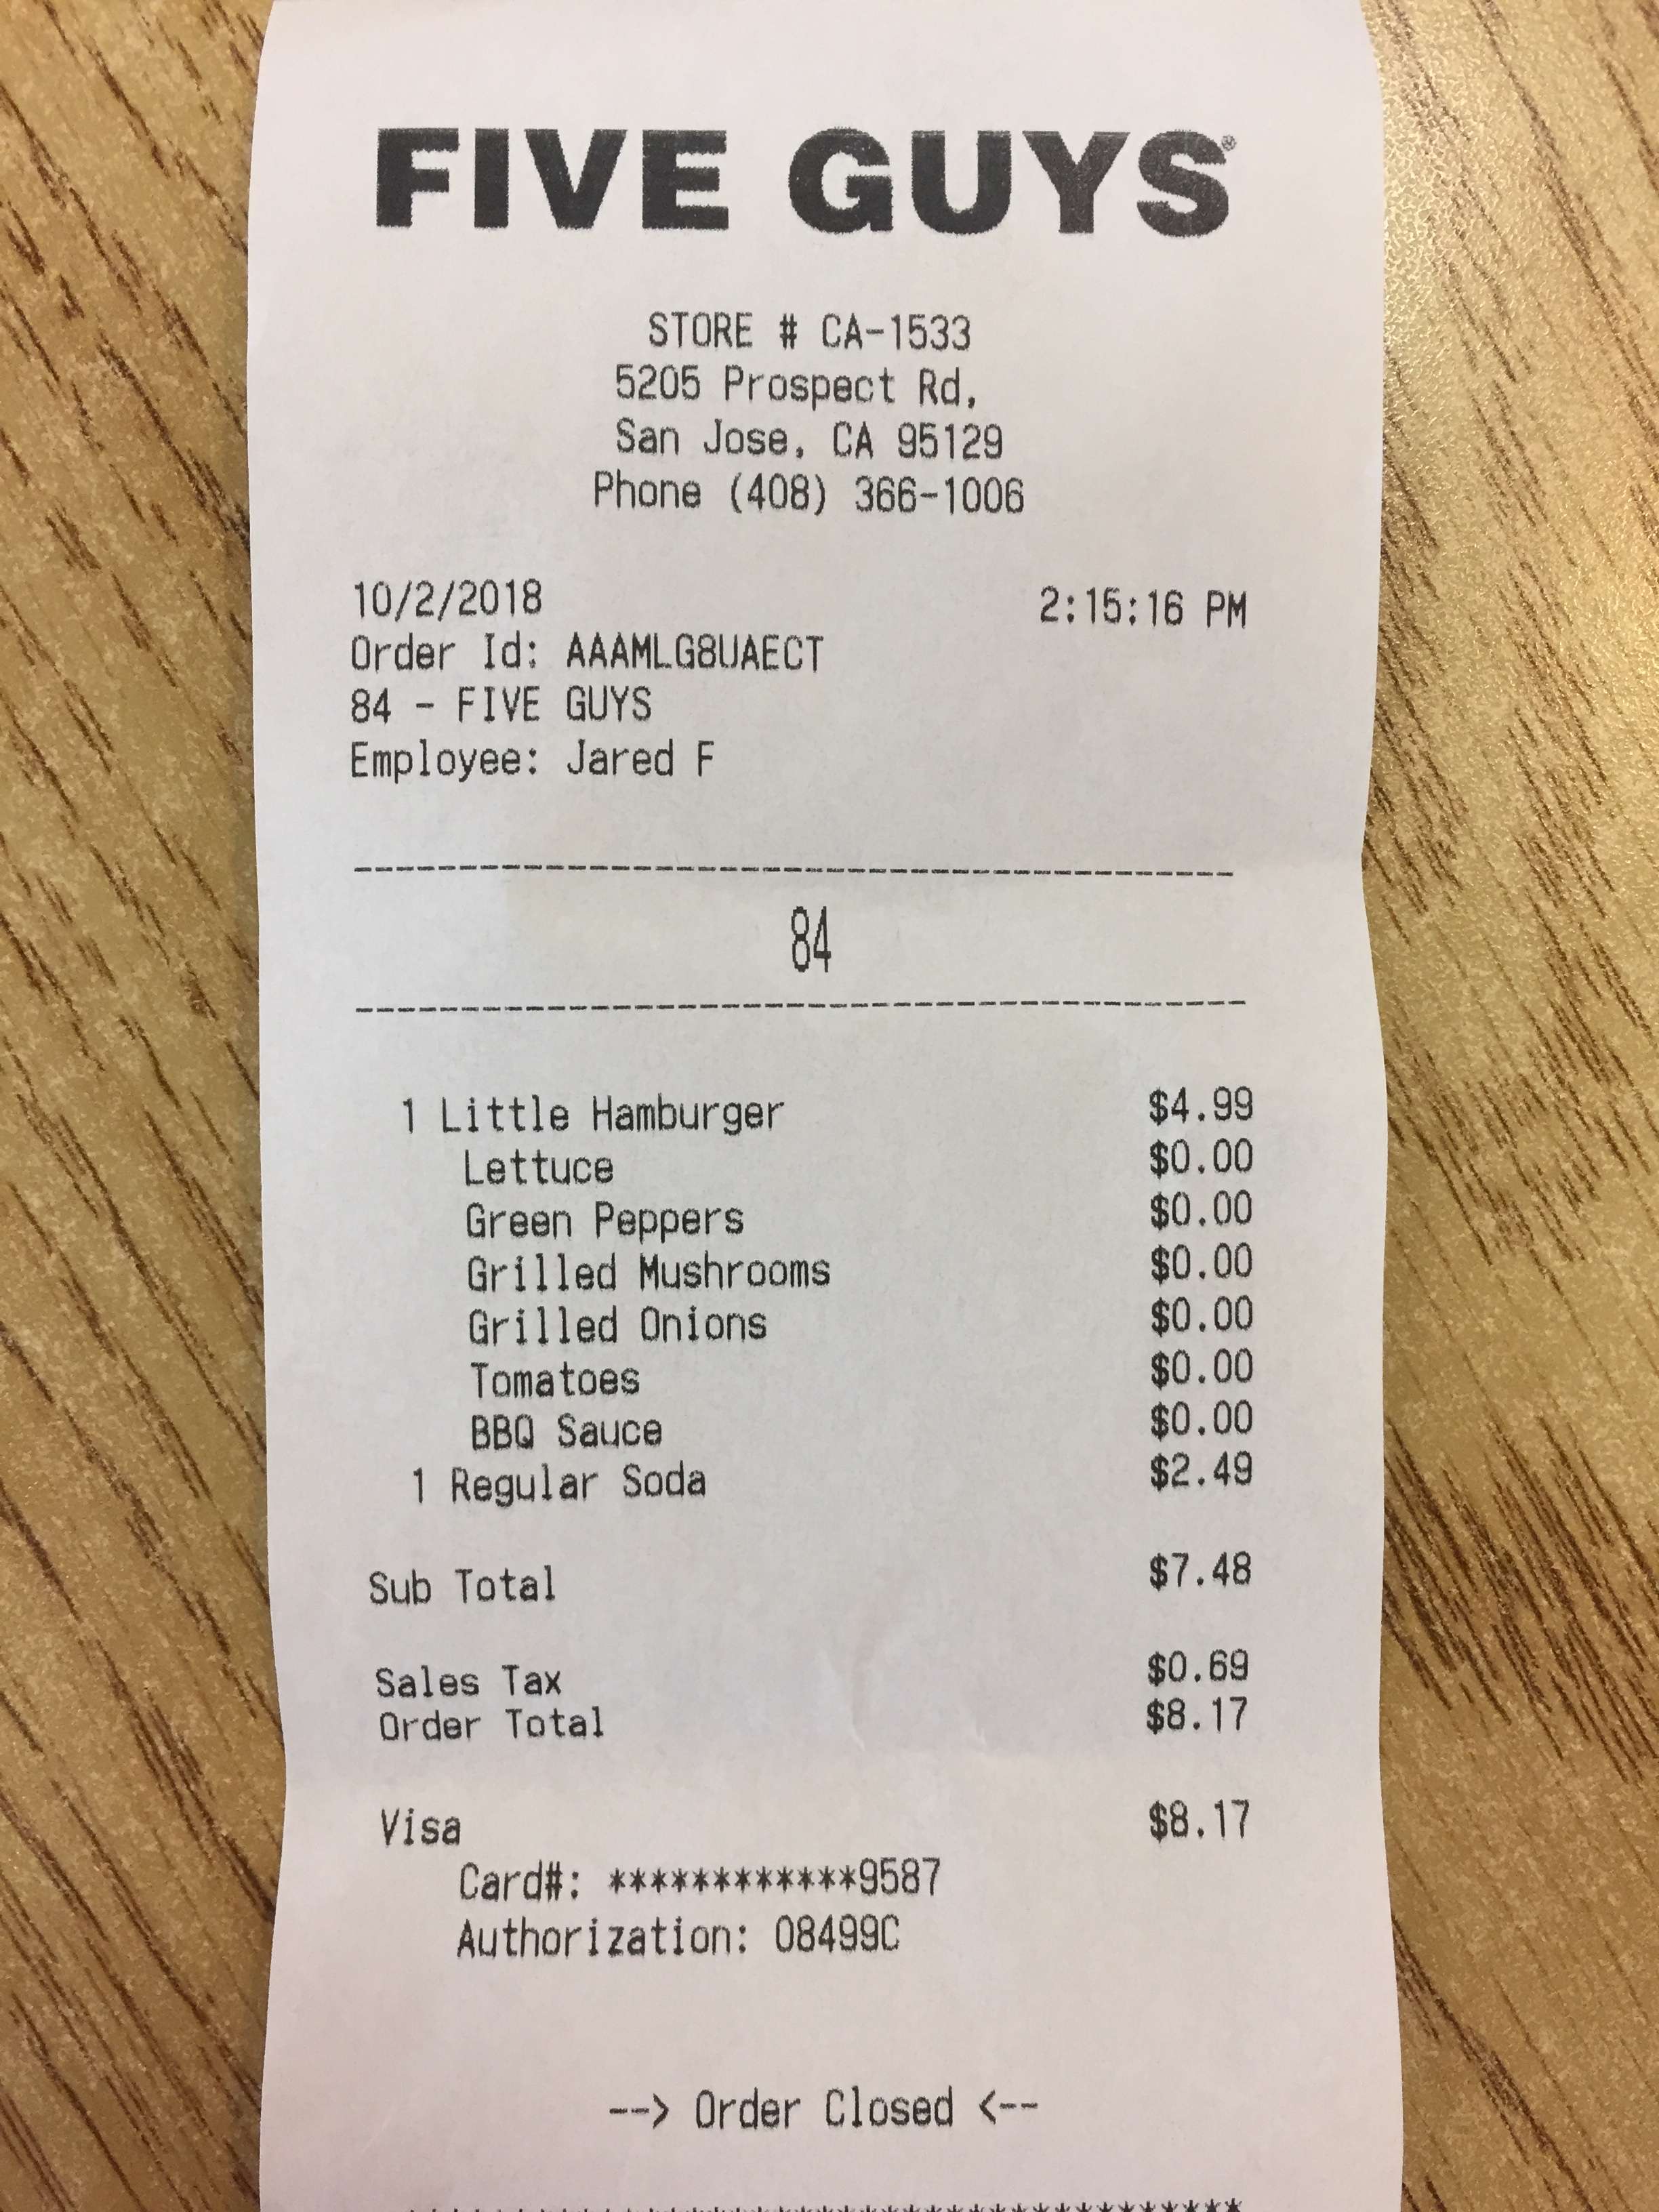 FIVE GUYS®
STORE # CA-1533
5205 Prospect Rd,
San Jose, CA 95129
Phone (408) 366-1006
10/2/2018 2:15:16 PM
Order Id: AAAMLG8UAECT
84 - FIVE GUYS
Employee: Jared F
------------------------------------------
84
------------------------------------------
1 Little Hamburger $4.99
Lettuce $0.00
Green Peppers $0.00
Grilled Mushrooms $0.00
Grilled Onions $0.00
Tomatoes $0.00
BBQ Sauce $0.00
1 Regular Soda $2.49
Sub Total $7.48
Sales Tax $0.69
Order Total $8.17
Visa $8.17
Card#: ************9587
Authorization: 08499C
--> Order Closed <--